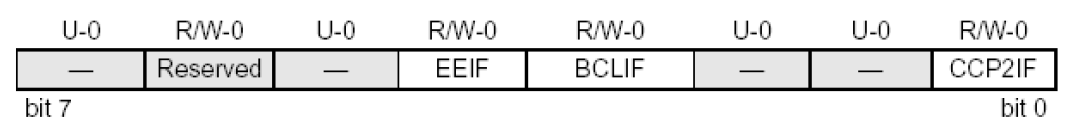 U-0 R/W-0 U-0 R/W-0 R/W-0 U-0 U-0 R/W-0
— Reserved — EEIF BCLIF — — CCP2IF
bit 7 bit 0